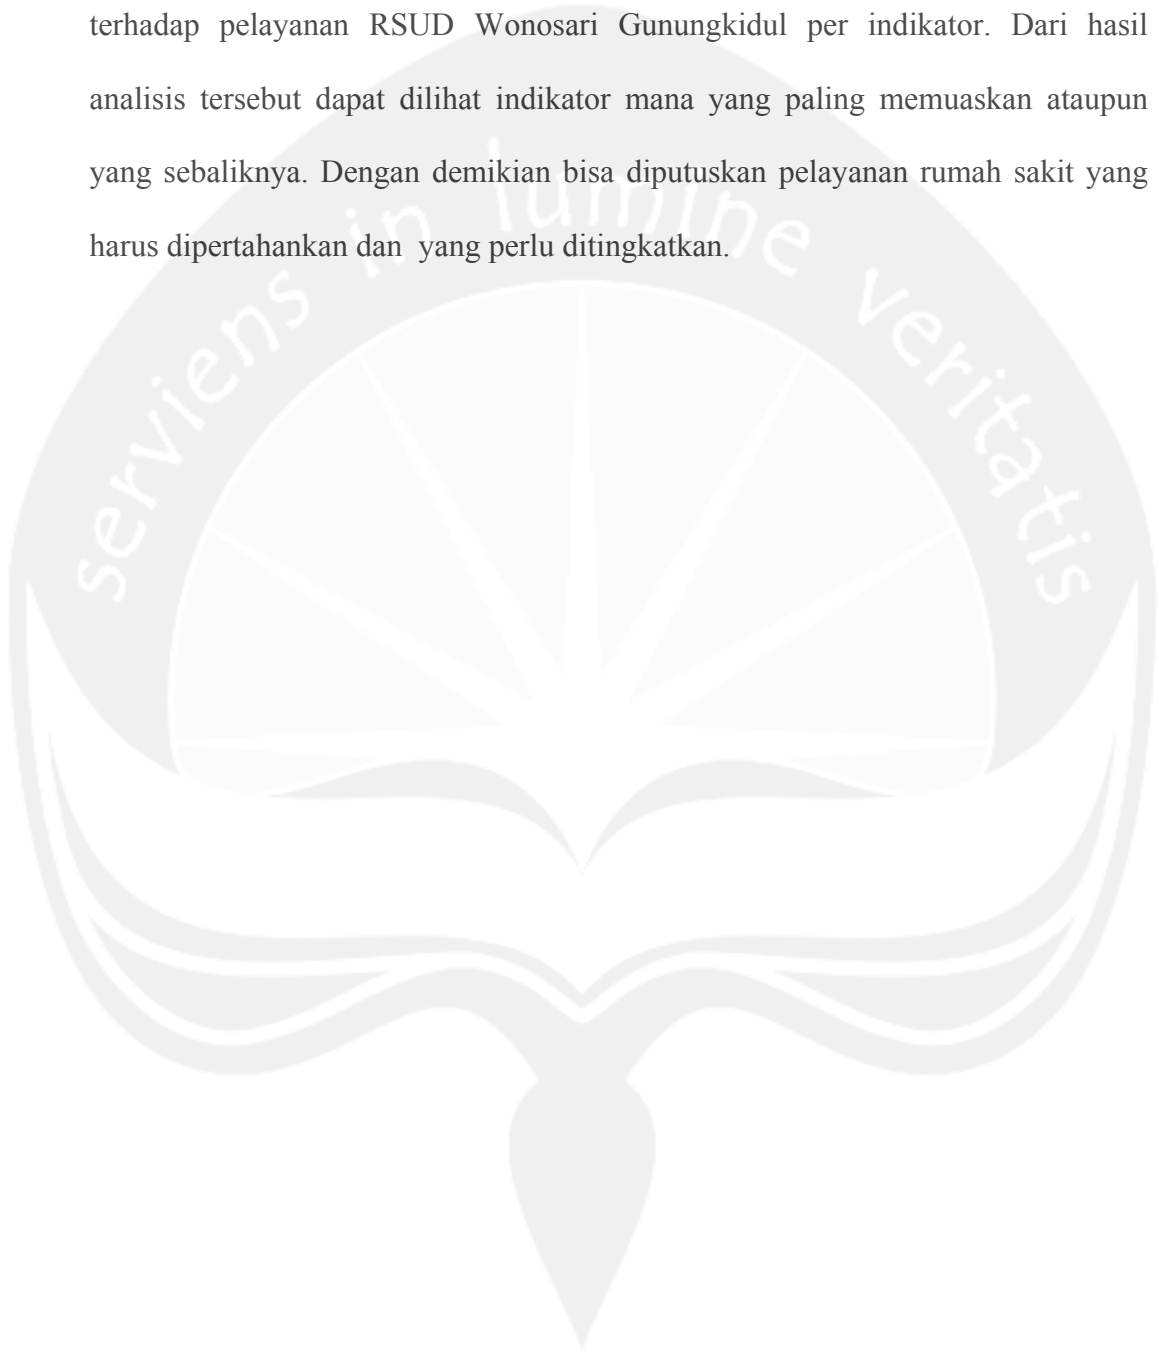 terhadap pelayanan RSUD Wonosari Gunungkidul per indikator. Dari hasil
analisis tersebut dapat dilihat indikator mana yang paling memuaskan ataupun
yang sebaliknya. Dengan demikian bisa diputuskan pelayanan rumah sakit yang
harus dipertahankan dan  yang perlu ditingkatkan.
serviens in lumine veritatis